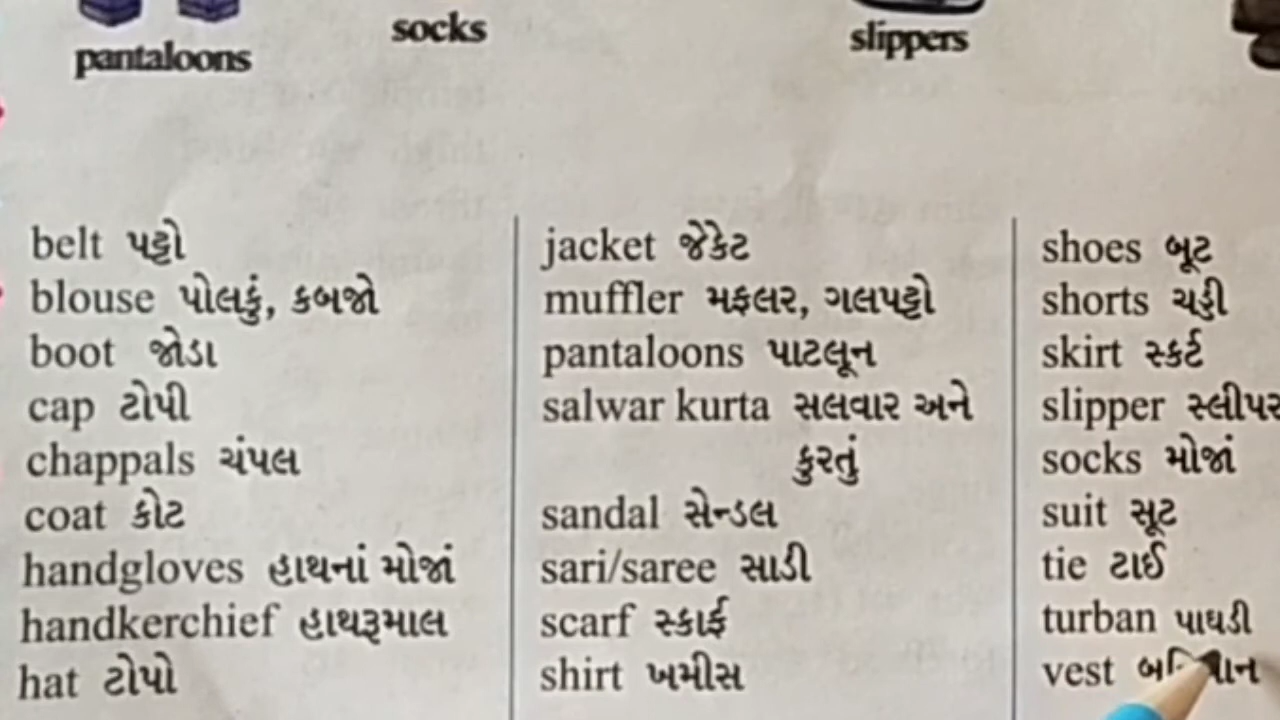 pantaloons
socks
slippers
belt પટ્ટો
blouse પોલકું, કબજો
boot જોડા
cap ટોપી
chappals ચંપલ
coat કોટ
handgloves હાથનાં મોજાં
handkerchief હાથરૂમાલ
hat ટોપો
jacket જેકેટ
muffler મફલર, ગલપટ્ટો
pantaloons પાટલૂન
salwar kurta સલવાર અને
કુરતું
sandal સેન્ડલ
sari/saree સાડી
scarf સ્કાર્ફ
shirt ખમીસ
shoes બૂટ
shorts ચડ્ડી
skirt સ્કર્ટ
slipper સ્લીપર
socks મોજાં
suit સૂટ
tie ટાઈ
turban પાઘડી
vest